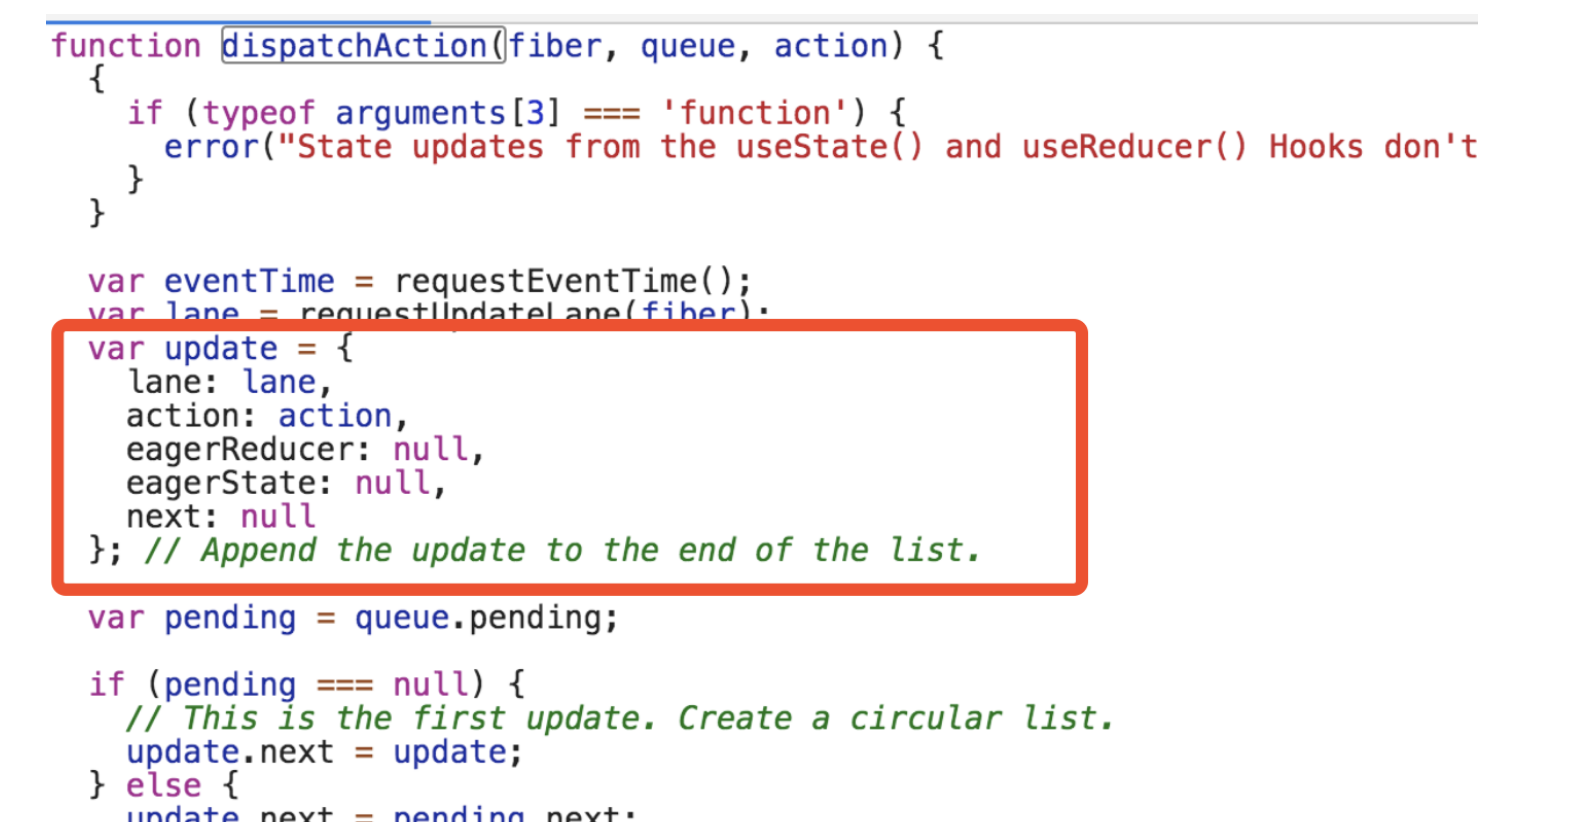 function dispatchAction(fiber, queue, action) {
  {
    if (typeof arguments[3] === 'function') {
      error("State updates from the useState() and useReducer() Hooks don't
    }
  }

  var eventTime = requestEventTime();
  var lane = requestUpdateLane(fiber);
  var update = {
    lane: lane,
    action: action,
    eagerReducer: null,
    eagerState: null,
    next: null
  }; // Append the update to the end of the list.

  var pending = queue.pending;

  if (pending === null) {
    // This is the first update. Create a circular list.
    update.next = update;
  } else {
    update.next = pending.next;